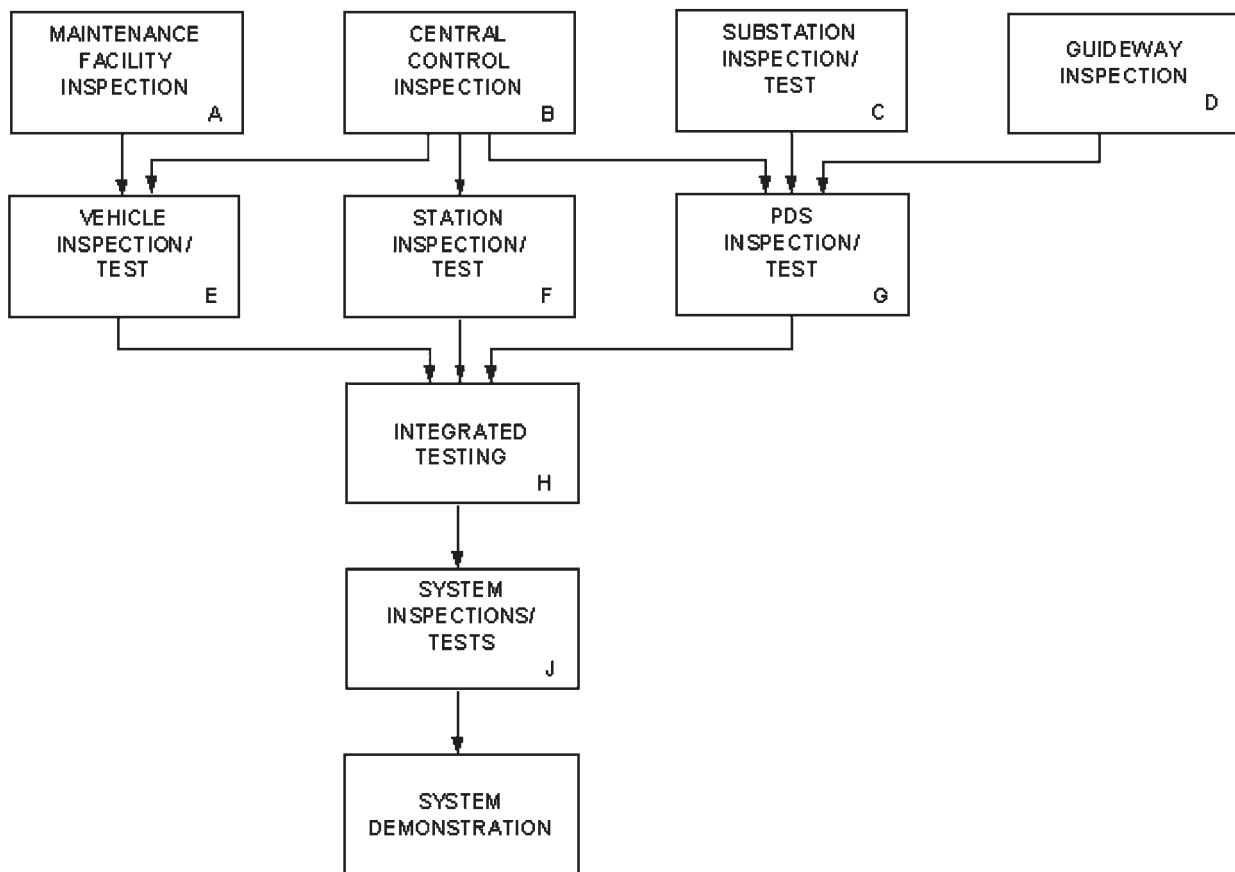 MAINTENANCE
FACILITY
INSPECTION
A
CENTRAL
CONTROL
INSPECTION
B
SUBSTATION
INSPECTION/
TEST
C
GUIDEWAY
INSPECTION
D
VEHICLE
INSPECTION/
TEST
E
STATION
INSPECTION/
TEST
F
PDS
INSPECTION/
TEST
G
INTEGRATED
TESTING
H
SYSTEM
INSPECTIONS/
TESTS
J
SYSTEM
DEMONSTRATION